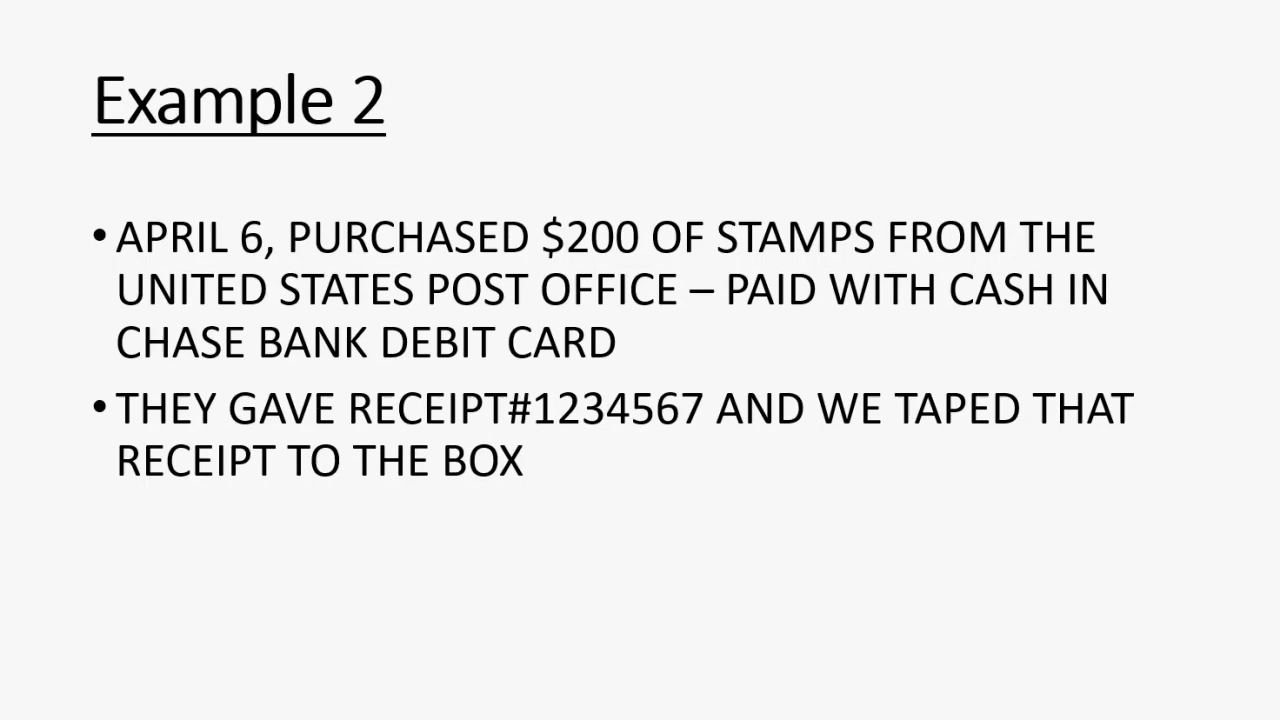 Example 2
• APRIL 6, PURCHASED $200 OF STAMPS FROM THE
UNITED STATES POST OFFICE – PAID WITH CASH IN
CHASE BANK DEBIT CARD
• THEY GAVE RECEIPT#1234567 AND WE TAPED THAT
RECEIPT TO THE BOX